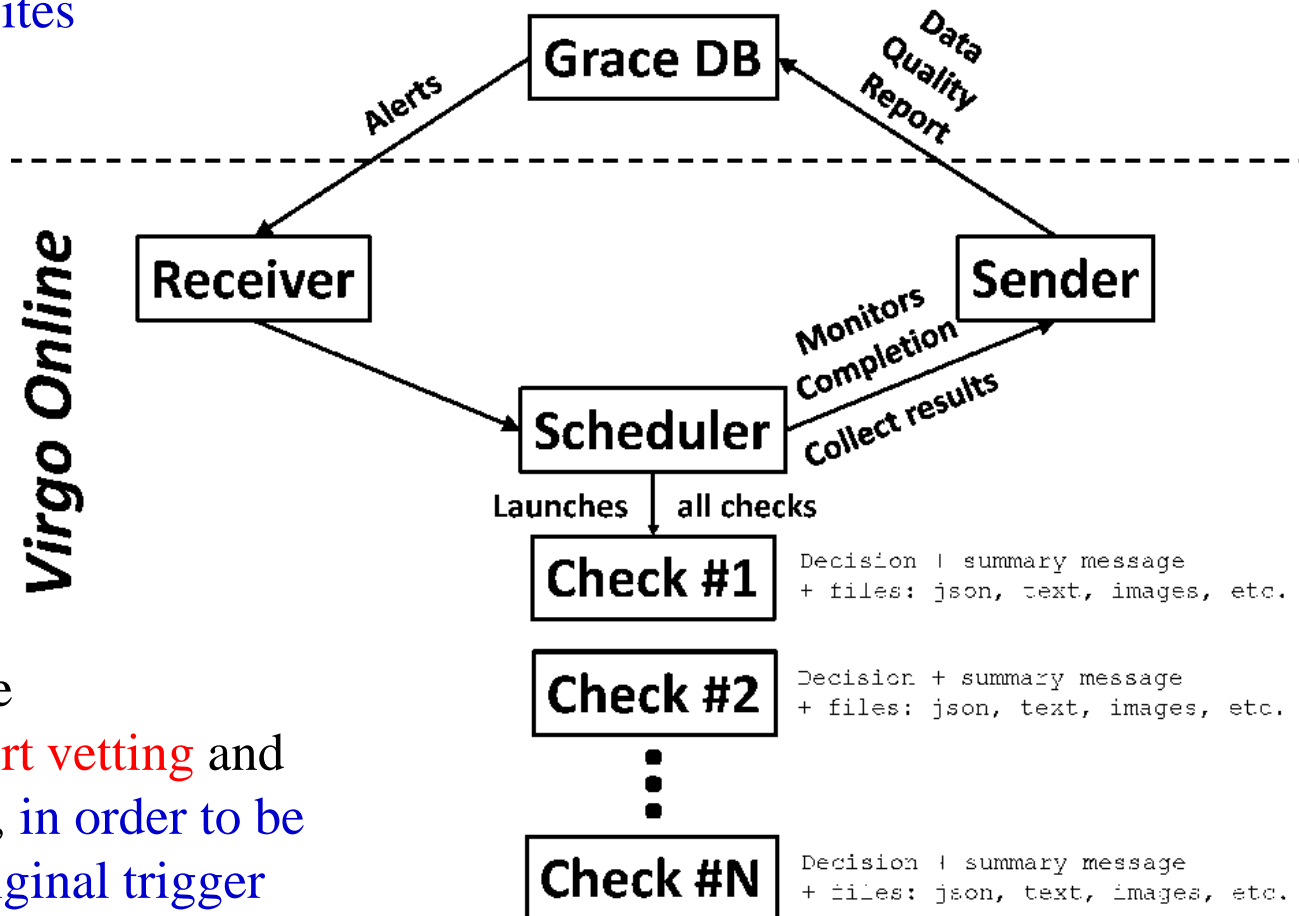 ites
Grace DB
Alerts
Data
Quality
Report
Virgo Online
Receiver
Sender
Monitors
Completion
Collect results
Scheduler
Launches all checks
Check #1
Decision + summary message
+ files: json, text, images, etc.
Check #2
Decision + summary message
+ files: json, text, images, etc.
e
rt vetting and
, in order to be
iginal trigger
Check #N
Decision + summary message
+ files: json, text, images, etc.